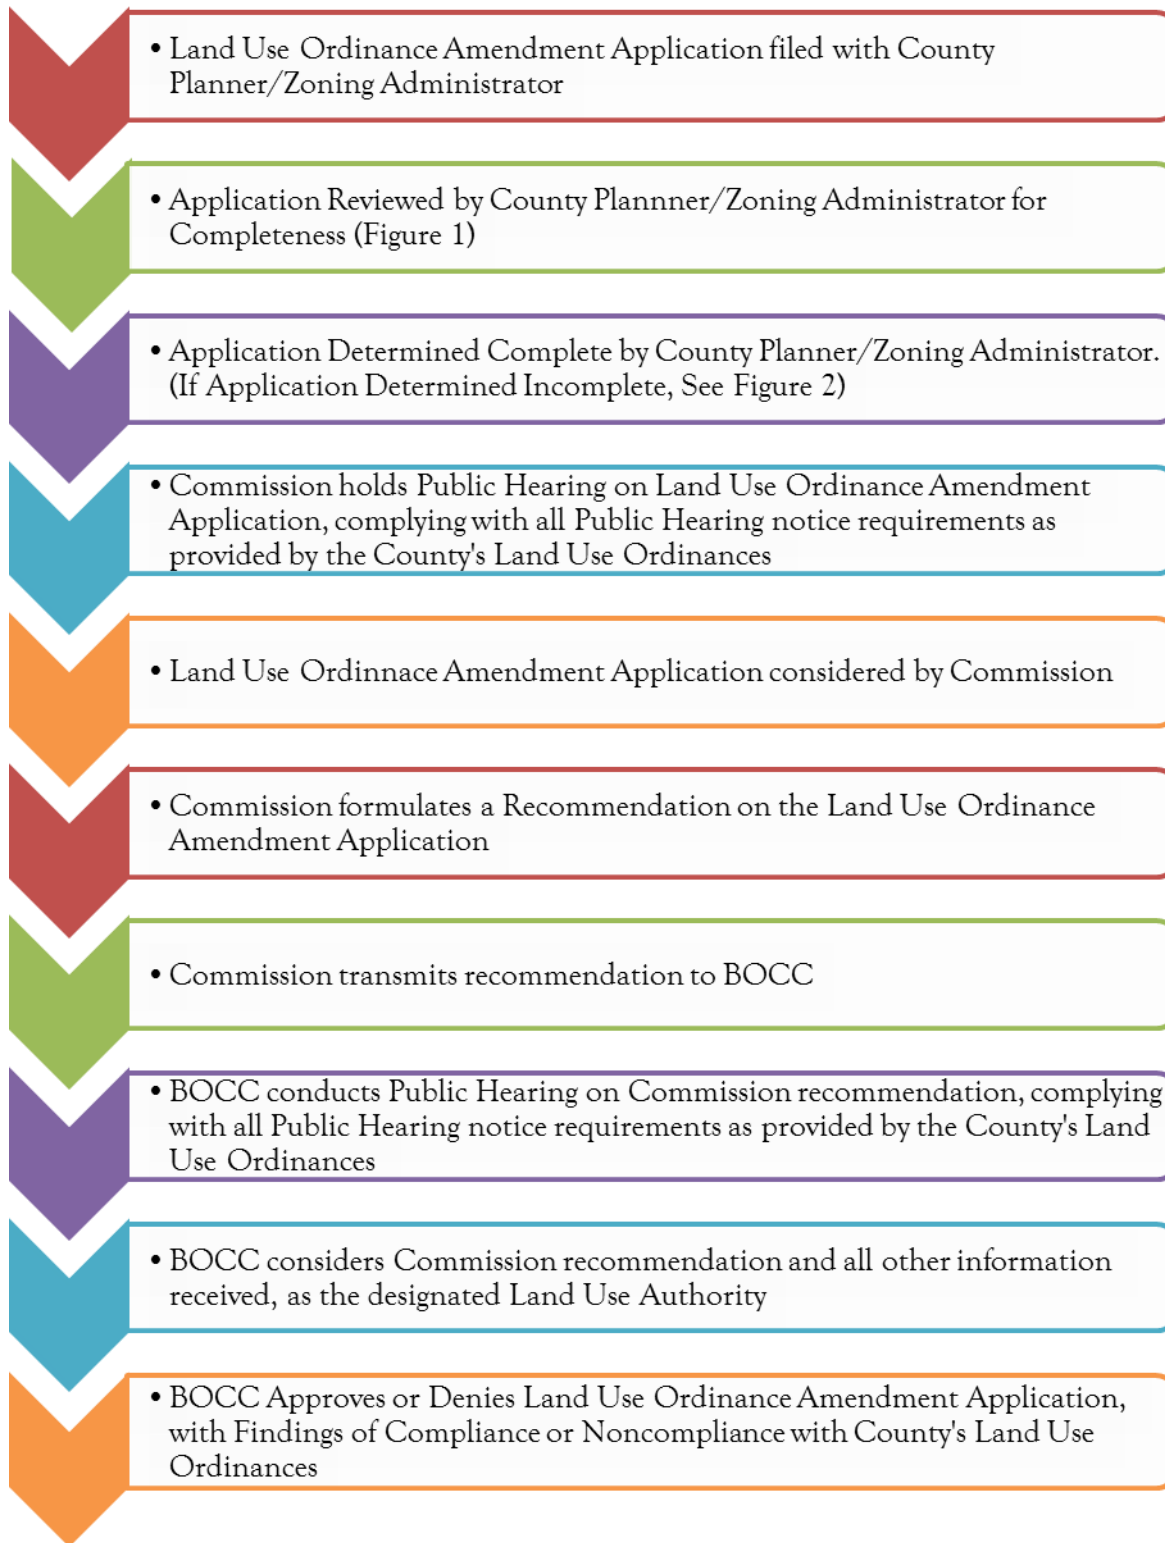 • Land Use Ordinance Amendment Application filed with County
Planner/Zoning Administrator
• Application Reviewed by County Plannner/Zoning Administrator for
Completeness (Figure 1)
• Application Determined Complete by County Planner/Zoning Administrator.
(If Application Determined Incomplete, See Figure 2)
• Commission holds Public Hearing on Land Use Ordinance Amendment
Application, complying with all Public Hearing notice requirements as
provided by the County's Land Use Ordinances
• Land Use Ordinnace Amendment Application considered by Commission
• Commission formulates a Recommendation on the Land Use Ordinance
Amendment Application
• Commission transmits recommendation to BOCC
• BOCC conducts Public Hearing on Commission recommendation, complying
with all Public Hearing notice requirements as provided by the County's Land
Use Ordinances
• BOCC considers Commission recommendation and all other information
received, as the designated Land Use Authority
• BOCC Approves or Denies Land Use Ordinance Amendment Application,
with Findings of Compliance or Noncompliance with County's Land Use
Ordinances